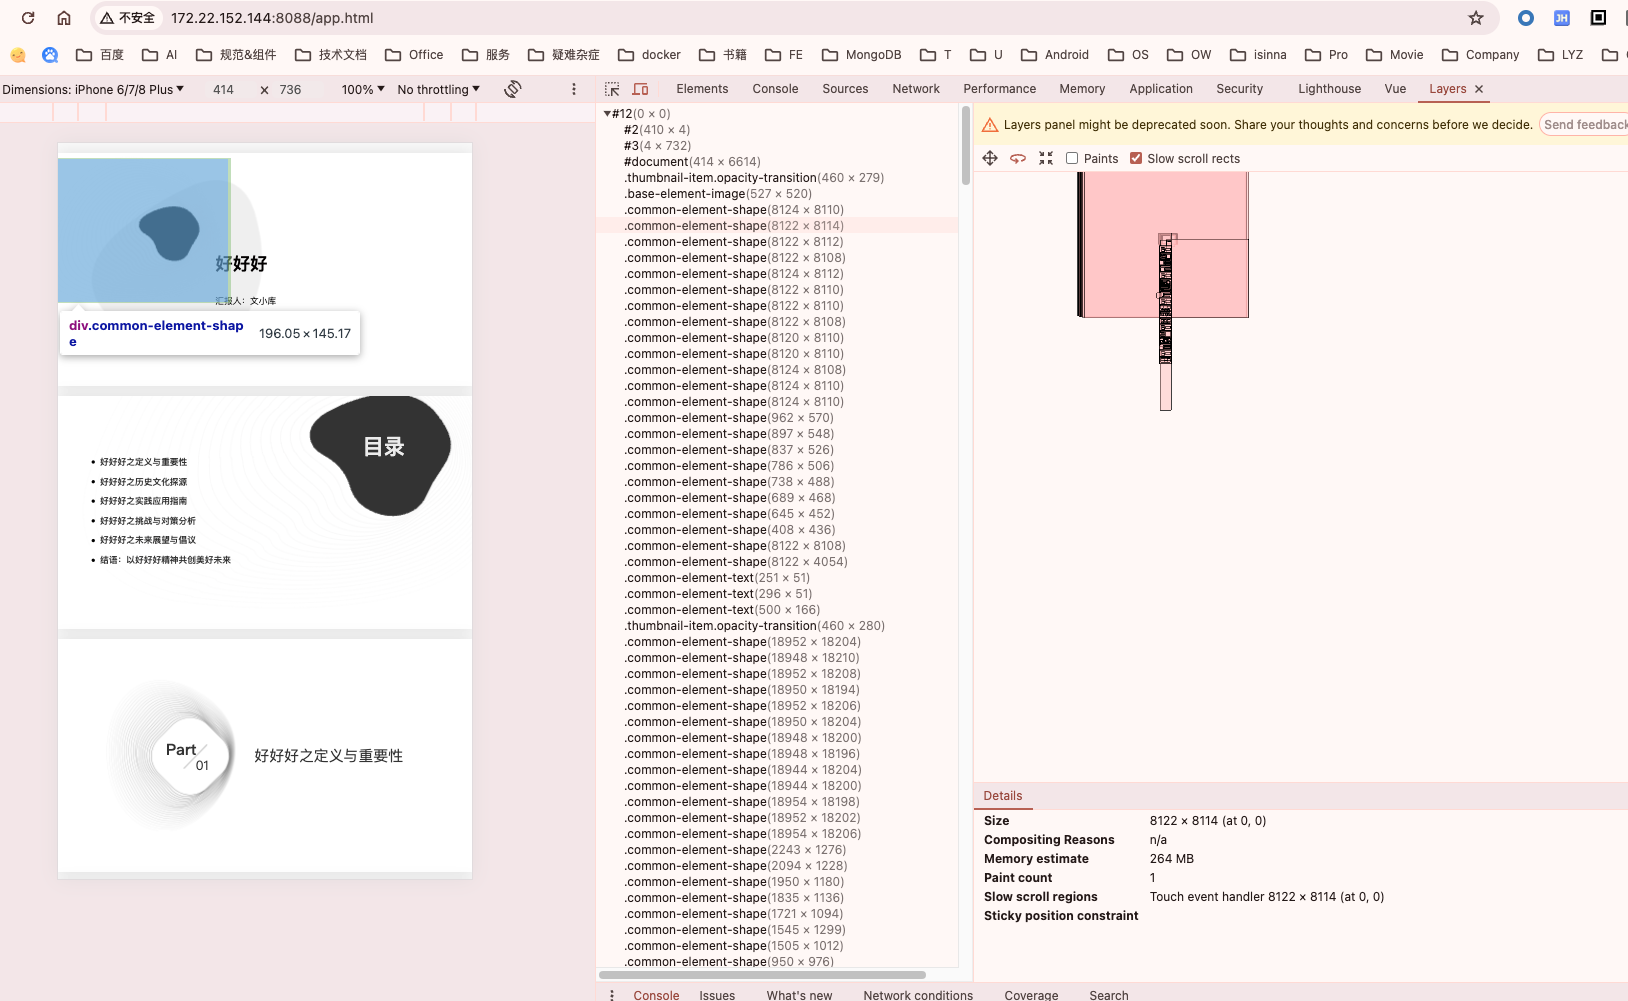 不安全 172.22.152.144:8088/app.html
百度 AI 规范&组件 技术文档 Office 服务 疑难杂症 docker 书籍 FE MongoDB T U Android OS OW isinna Pro Movie Company LYZ
Dimensions: iPhone 6/7/8 Plus ▼ 414 × 736 100% ▼ No throttling ▼
Elements Console Sources Network Performance Memory Application Security Lighthouse Vue Layers ×
好好好
汇报人：文小库
div.common-element-shap
e
196.05 × 145.17
目录
• 好好好之定义与重要性
• 好好好之历史文化探源
• 好好好之实践应用指南
• 好好好之挑战与对策分析
• 好好好之未来展望与倡议
• 结语：以好好好精神共创美好未来
Part
01
好好好之定义与重要性
▼#12(0 × 0)
#2(410 × 4)
#3(4 × 732)
#document(414 × 6614)
.thumbnail-item.opacity-transition(460 × 279)
.base-element-image(527 × 520)
.common-element-shape(8124 × 8110)
.common-element-shape(8122 × 8114)
.common-element-shape(8122 × 8112)
.common-element-shape(8122 × 8108)
.common-element-shape(8124 × 8112)
.common-element-shape(8122 × 8110)
.common-element-shape(8122 × 8110)
.common-element-shape(8122 × 8108)
.common-element-shape(8120 × 8110)
.common-element-shape(8120 × 8110)
.common-element-shape(8124 × 8108)
.common-element-shape(8124 × 8110)
.common-element-shape(8124 × 8110)
.common-element-shape(962 × 570)
.common-element-shape(897 × 548)
.common-element-shape(837 × 526)
.common-element-shape(786 × 506)
.common-element-shape(738 × 488)
.common-element-shape(689 × 468)
.common-element-shape(645 × 452)
.common-element-shape(408 × 436)
.common-element-shape(8122 × 8108)
.common-element-shape(8122 × 4054)
.common-element-text(251 × 51)
.common-element-text(296 × 51)
.common-element-text(500 × 166)
.thumbnail-item.opacity-transition(460 × 280)
.common-element-shape(18952 × 18204)
.common-element-shape(18948 × 18210)
.common-element-shape(18952 × 18208)
.common-element-shape(18950 × 18194)
.common-element-shape(18952 × 18206)
.common-element-shape(18950 × 18204)
.common-element-shape(18948 × 18200)
.common-element-shape(18948 × 18196)
.common-element-shape(18944 × 18204)
.common-element-shape(18944 × 18200)
.common-element-shape(18954 × 18198)
.common-element-shape(18952 × 18202)
.common-element-shape(18954 × 18206)
.common-element-shape(2243 × 1276)
.common-element-shape(2094 × 1228)
.common-element-shape(1950 × 1180)
.common-element-shape(1835 × 1136)
.common-element-shape(1721 × 1094)
.common-element-shape(1545 × 1299)
.common-element-shape(1505 × 1012)
.common-element-shape(950 × 976)
Layers panel might be deprecated soon. Share your thoughts and concerns before we decide. Send feedback
Paints Slow scroll rects
Details
Size 8122 × 8114 (at 0, 0)
Compositing Reasons n/a
Memory estimate 264 MB
Paint count 1
Slow scroll regions Touch event handler 8122 × 8114 (at 0, 0)
Sticky position constraint
Console Issues What's new Network conditions Coverage Search